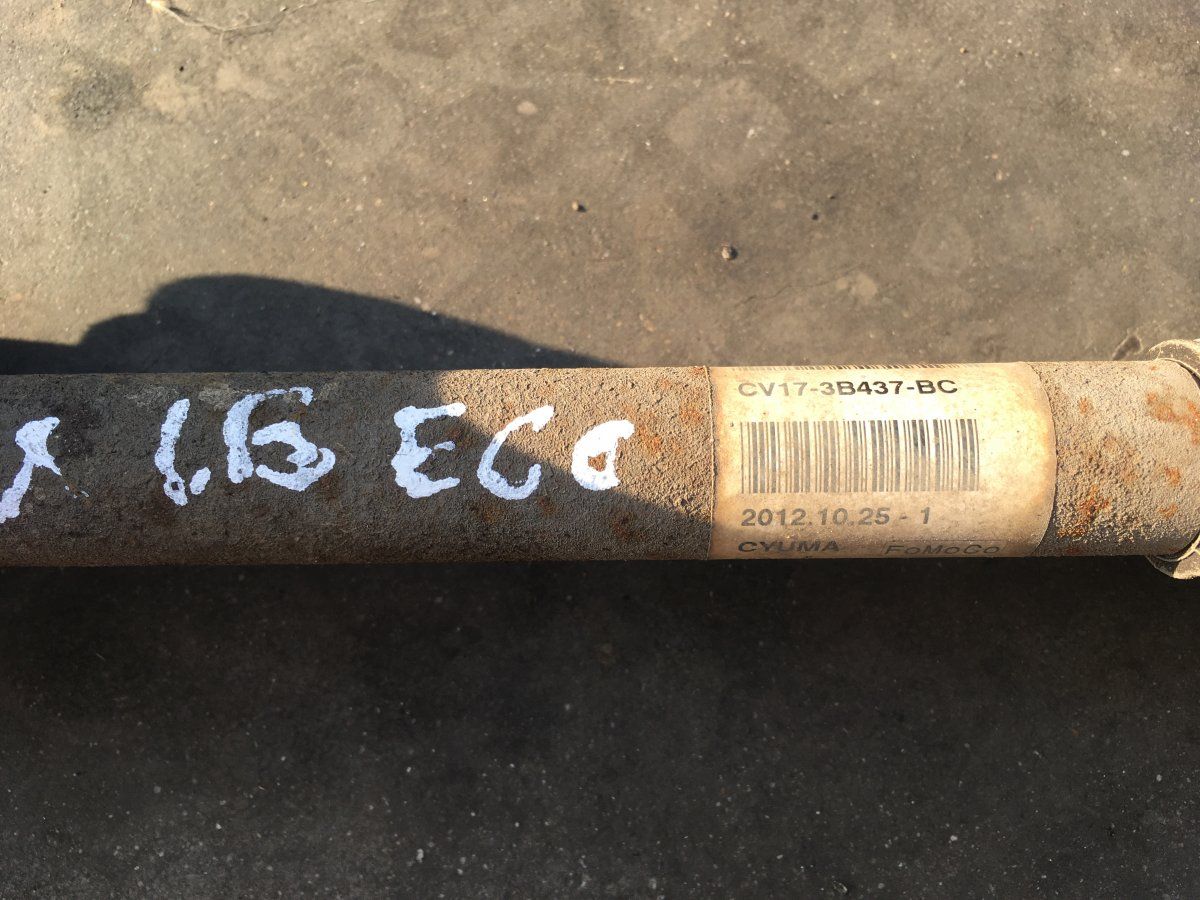 1.6 ECO
CV17-3B437-BC
2012.10.25 - 1
CYUMA FoMoCo